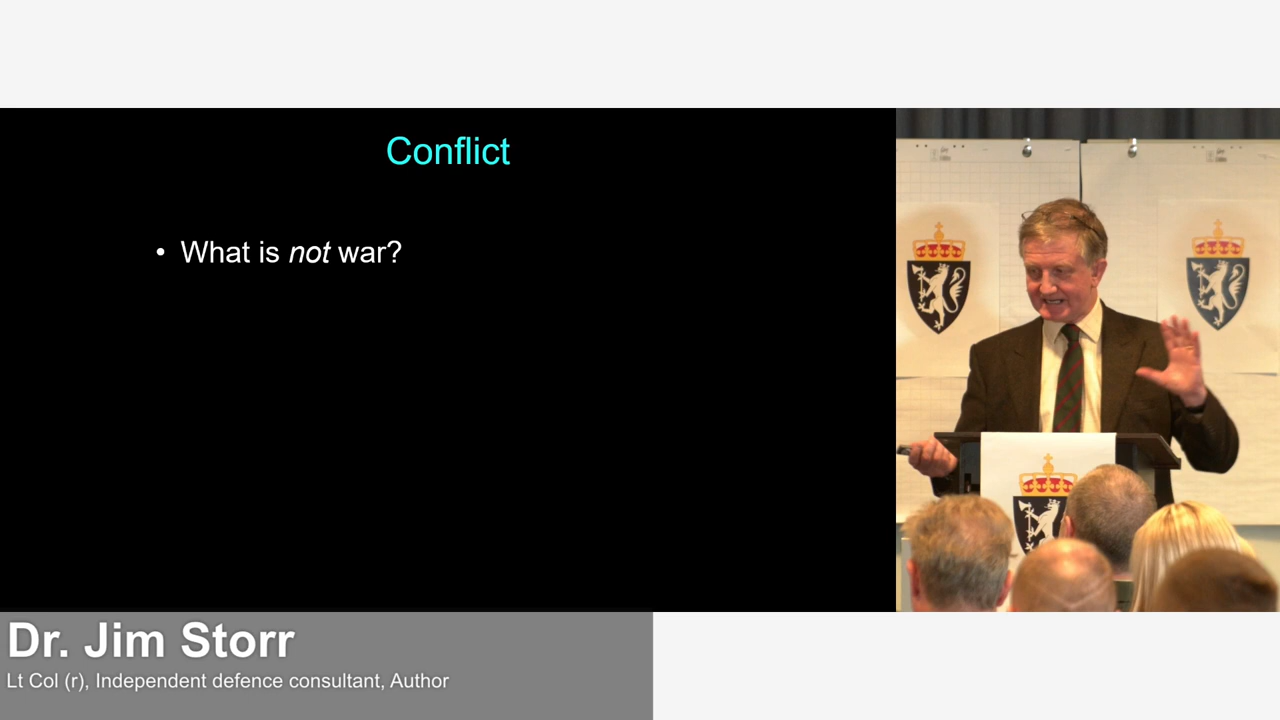 Conflict
• What is not war?
Dr. Jim Storr
Lt Col (r), Independent defence consultant, Author